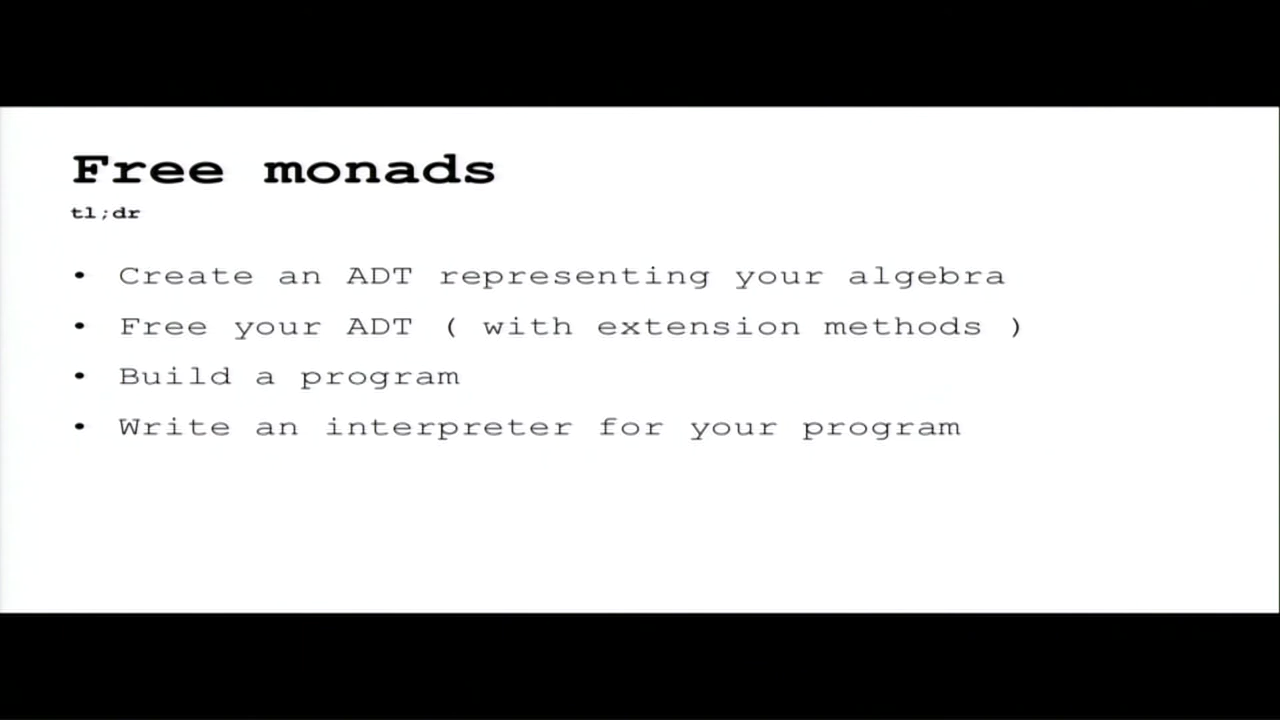 Free monads
tl;dr
• Create an ADT representing your algebra
• Free your ADT ( with extension methods )
• Build a program
• Write an interpreter for your program